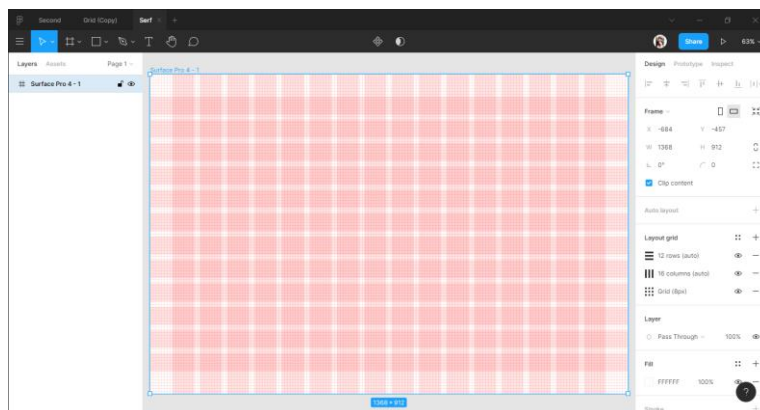 Second Grid (Copy) Serf
T
Share 63%
Layers Assets Page 1
Surface Pro 4 - 1
Surface Pro 4 - 1
1368 × 912
Design Prototype Inspect
Frame
X -684 Y -457
W 1368 H 912
0° 0
Clip content
Auto layout
Layout grid
12 rows (auto)
16 columns (auto)
Grid (8px)
Layer
Pass Through 100%
Fill
FFFFFF 100%
?
Stroke